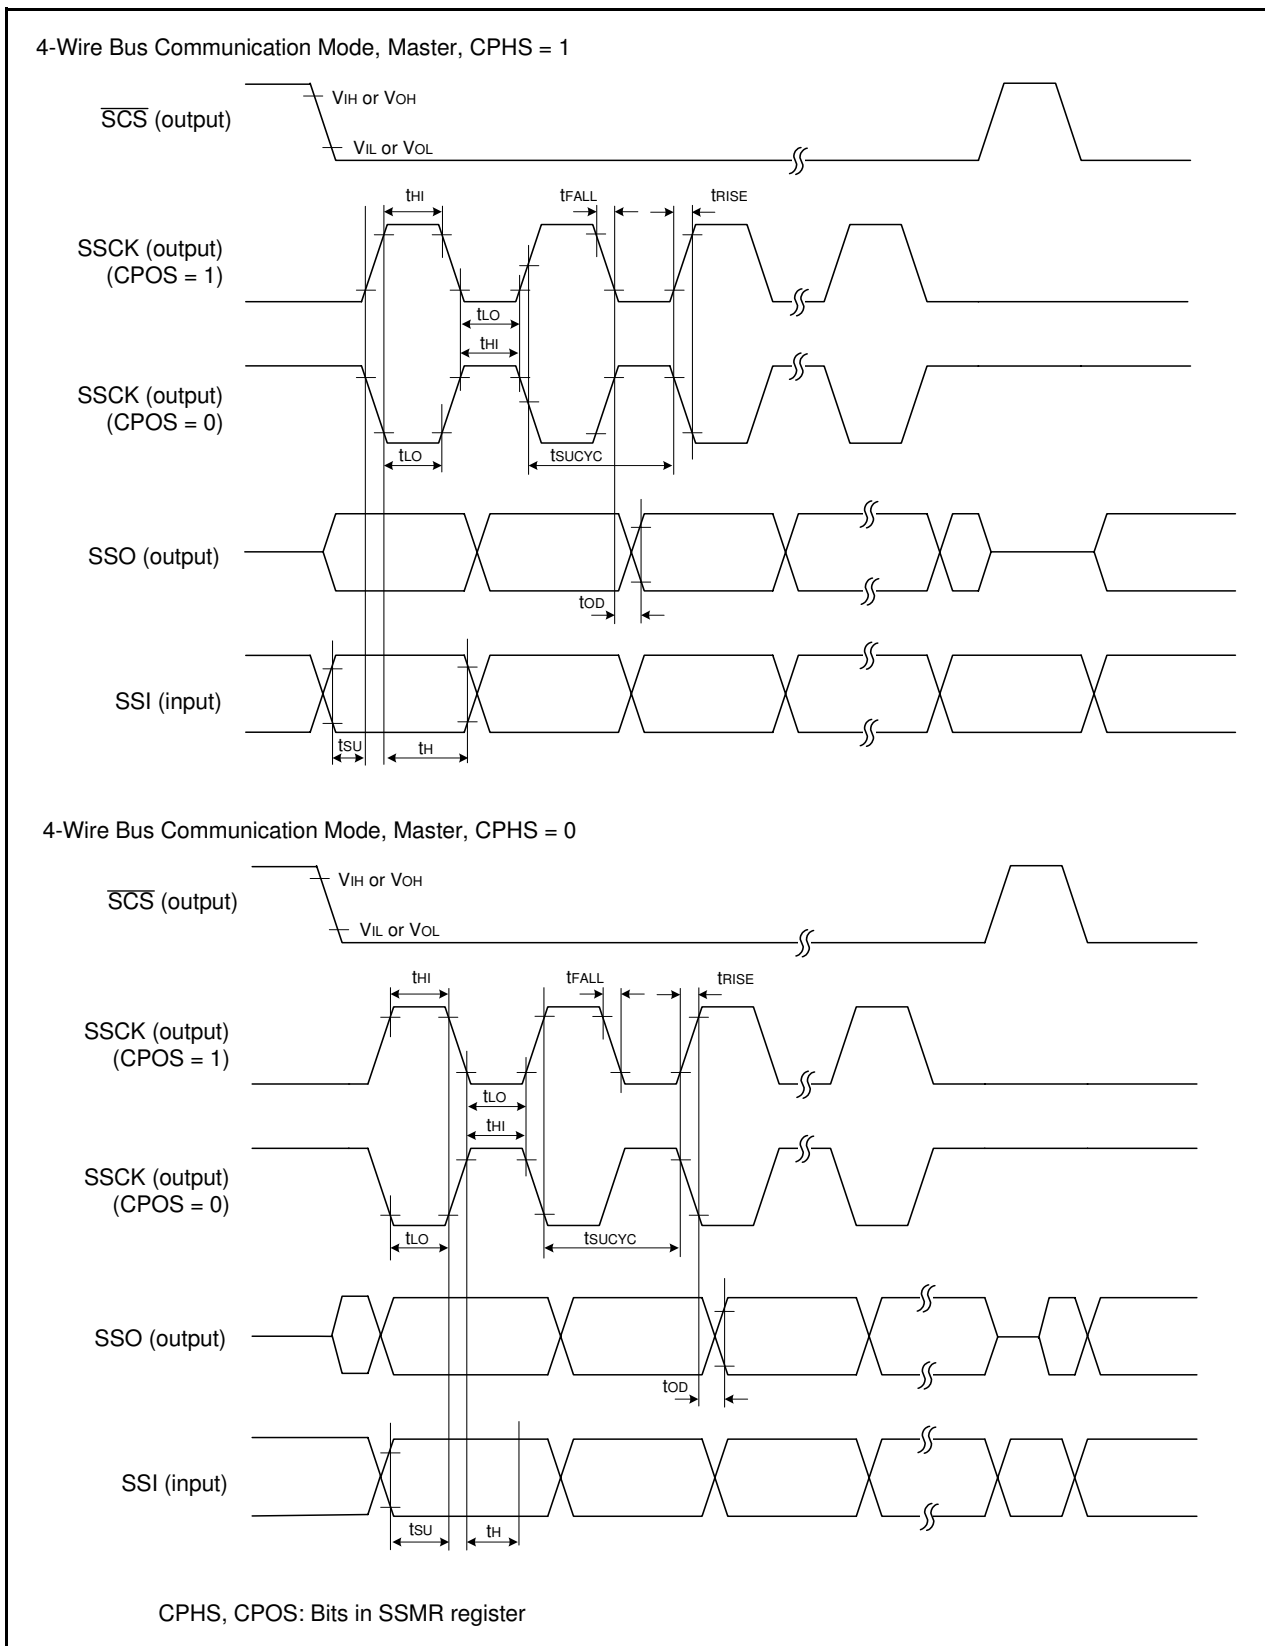 4-Wire Bus Communication Mode, Master, CPHS = 1
VIH or VOH
SCS (output)
VIL or VOL
tHI
tFALL
tRISE
SSCK (output)
(CPOS = 1)
tLO
tHI
SSCK (output)
(CPOS = 0)
tLO
tSUCYC
SSO (output)
tOD
SSI (input)
tSU
tH
4-Wire Bus Communication Mode, Master, CPHS = 0
VIH or VOH
SCS (output)
VIL or VOL
tHI
tFALL
tRISE
SSCK (output)
(CPOS = 1)
tLO
tHI
SSCK (output)
(CPOS = 0)
tLO
tSUCYC
SSO (output)
tOD
SSI (input)
tSU
tH
CPHS, CPOS: Bits in SSMR register